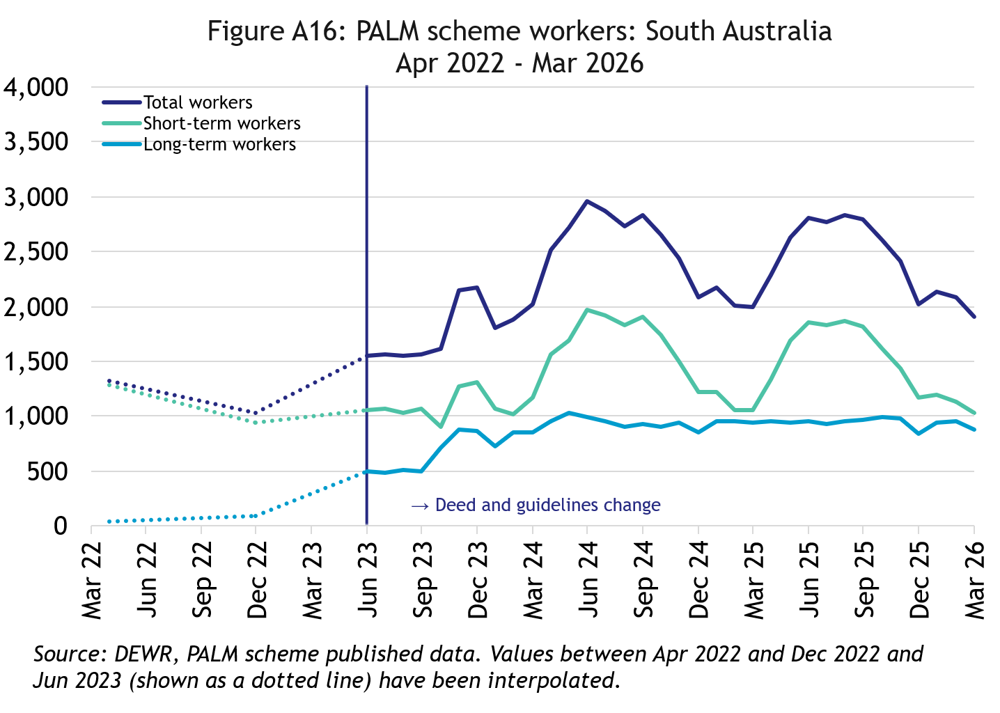 Figure A16: PALM scheme workers: South Australia
Apr 2022 - Mar 2026
4,000
3,500
3,000
2,500
2,000
1,500
1,000
500
0
Total workers
Short-term workers
Long-term workers
→ Deed and guidelines change
Mar 22
Jun 22
Sep 22
Dec 22
Mar 23
Jun 23
Sep 23
Dec 23
Mar 24
Jun 24
Sep 24
Dec 24
Mar 25
Jun 25
Sep 25
Dec 25
Mar 26
Source: DEWR, PALM scheme published data. Values between Apr 2022 and Dec 2022 and
Jun 2023 (shown as a dotted line) have been interpolated.